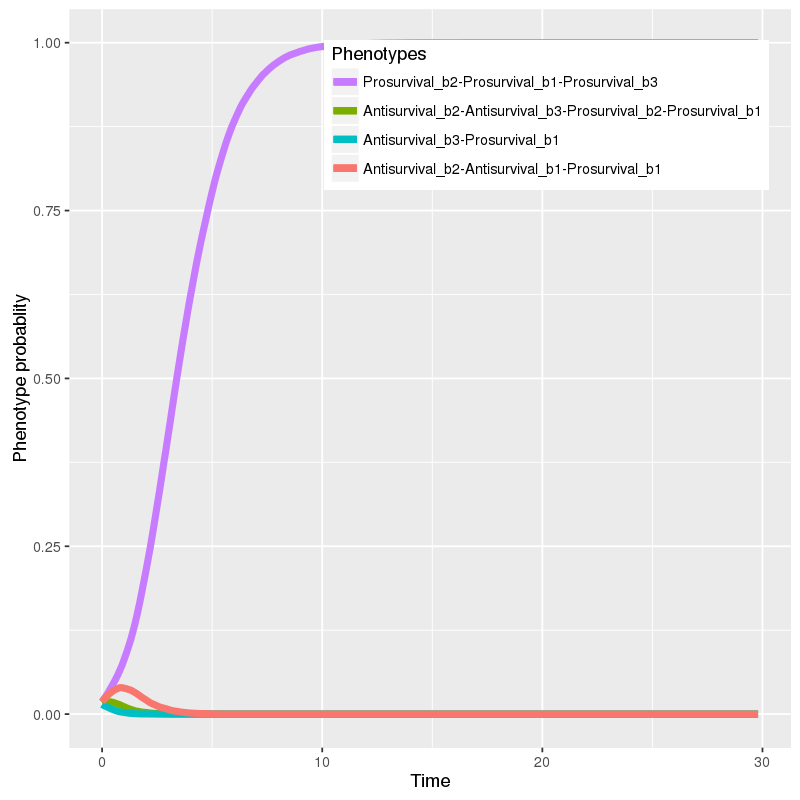 1.00
0.75
0.50
0.25
0.00
Phenotype probablity
Phenotypes
Prosurvival_b2-Prosurvival_b1-Prosurvival_b3
Antisurvival_b2-Antisurvival_b3-Prosurvival_b2-Prosurvival_b1
Antisurvival_b3-Prosurvival_b1
Antisurvival_b2-Antisurvival_b1-Prosurvival_b1
0 10 20 30
Time